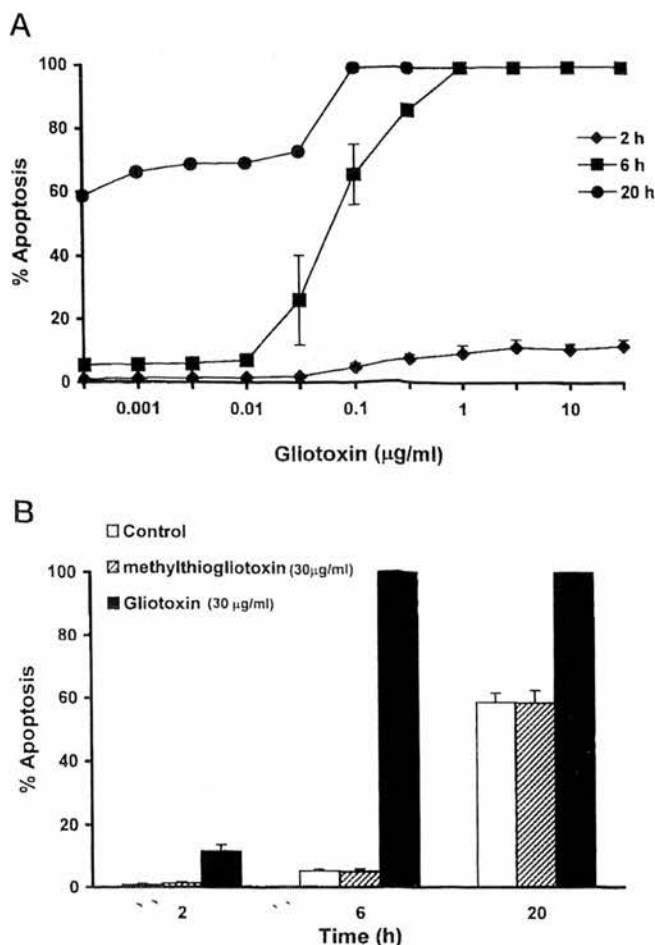 A
100
80
60
40
20
0
% Apoptosis
2 h
6 h
20 h
0.001 0.01 0.1 1 10
Gliotoxin (µg/ml)
B
Control
methylthiogliotoxin (30µg/ml)
Gliotoxin (30 µg/ml)
100
80
60
40
20
0
% Apoptosis
2 6 20
Time (h)